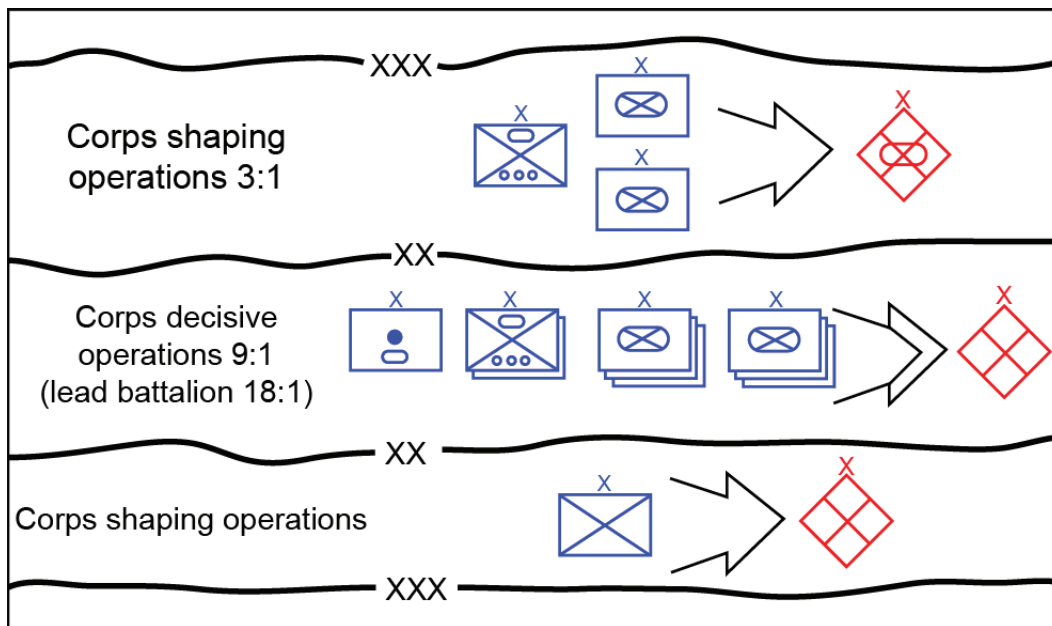 XXX
X
X
X
X
Corps shaping
operations 3:1
XX
X
X
X
X
X
Corps decisive
operations 9:1
(lead battalion 18:1)
XX
X
X
Corps shaping operations
XXX